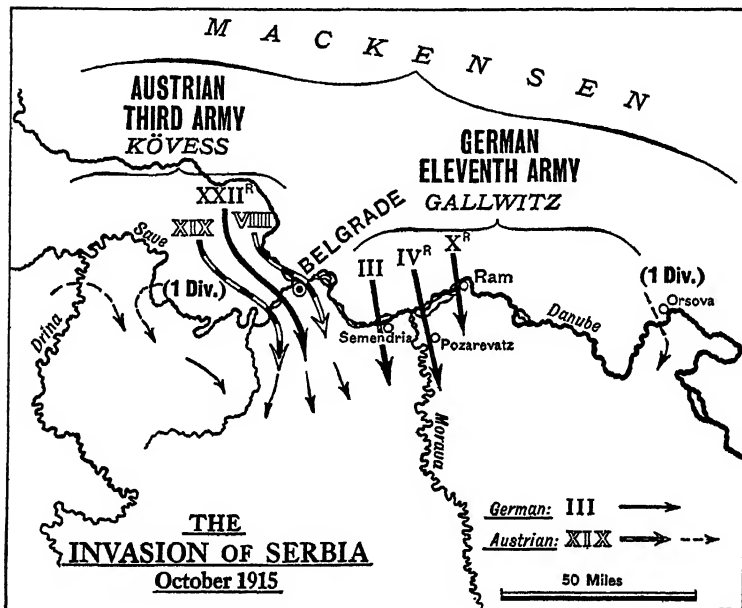 MACKENSEN
AUSTRIAN
THIRD ARMY
KÖVESS
GERMAN
ELEVENTH ARMY
GALLWITZ
XXII^R
XIX
VIII
BELGRADE
III
IV^R
X^R
Ram
(1 Div.)
Orsova
Save
(1 Div.)
Drina
Semendria
Pozarevatz
Danube
Morava
THE
INVASION OF SERBIA
October 1915
German: III
Austrian: XIX
50 Miles